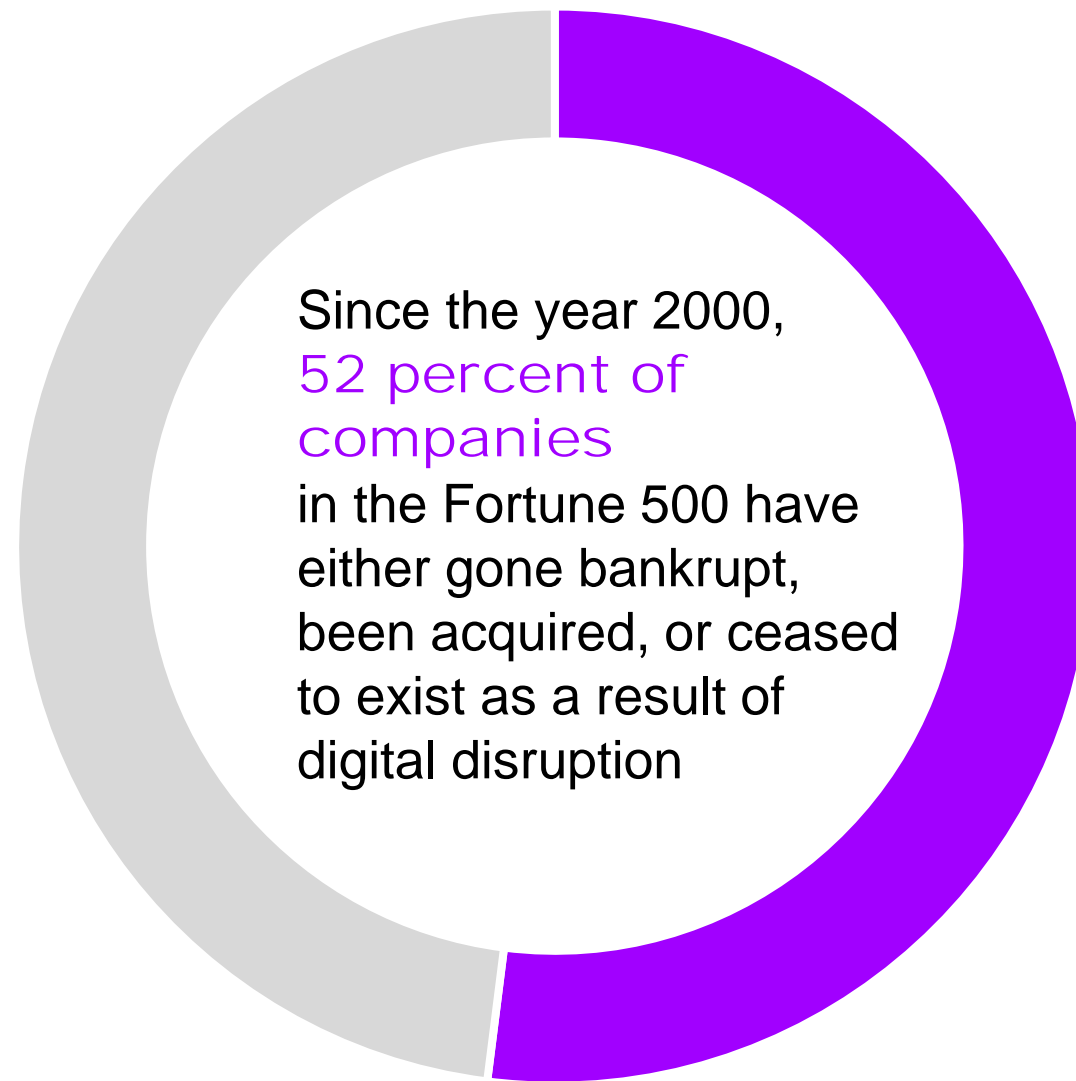 Since the year 2000,
52 percent of
companies
in the Fortune 500 have
either gone bankrupt,
been acquired, or ceased
to exist as a result of
digital disruption